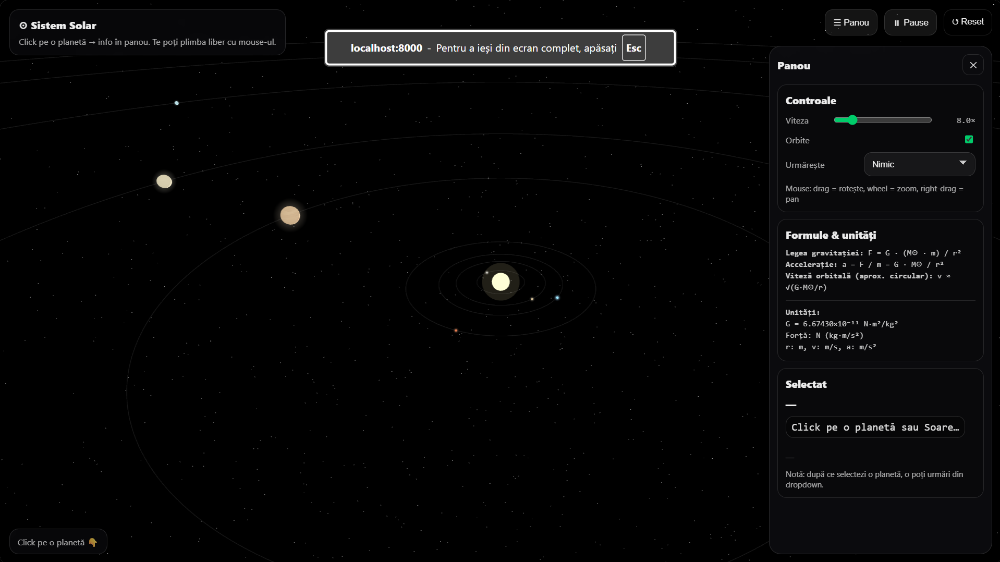 ⊙ Sistem Solar
Click pe o planetă → info în panou. Te poți plimba liber cu mouse-ul.
localhost:8000 - Pentru a ieși din ecran complet, apăsați Esc
☰ Panou
⏸ Pause
↺ Reset
Panou
Controale
Viteza 8.0×
Orbite
Urmărește Nimic
Mouse: drag = rotește, wheel = zoom, right-drag =
pan
Formule & unități
Legea gravitației: F = G · (M⊙ · m) / r²
Accelerație: a = F / m = G · M⊙ / r²
Viteză orbitală (aprox. circular): v ≈
√(G·M⊙/r)
Unități:
G = 6.67430×10⁻¹¹ N·m²/kg²
Forță: N (kg·m/s²)
r: m, v: m/s, a: m/s²
Selectat
—
Click pe o planetă sau Soare…
—
Notă: după ce selectezi o planetă, o poți urmări din
dropdown.
Click pe o planetă 👇